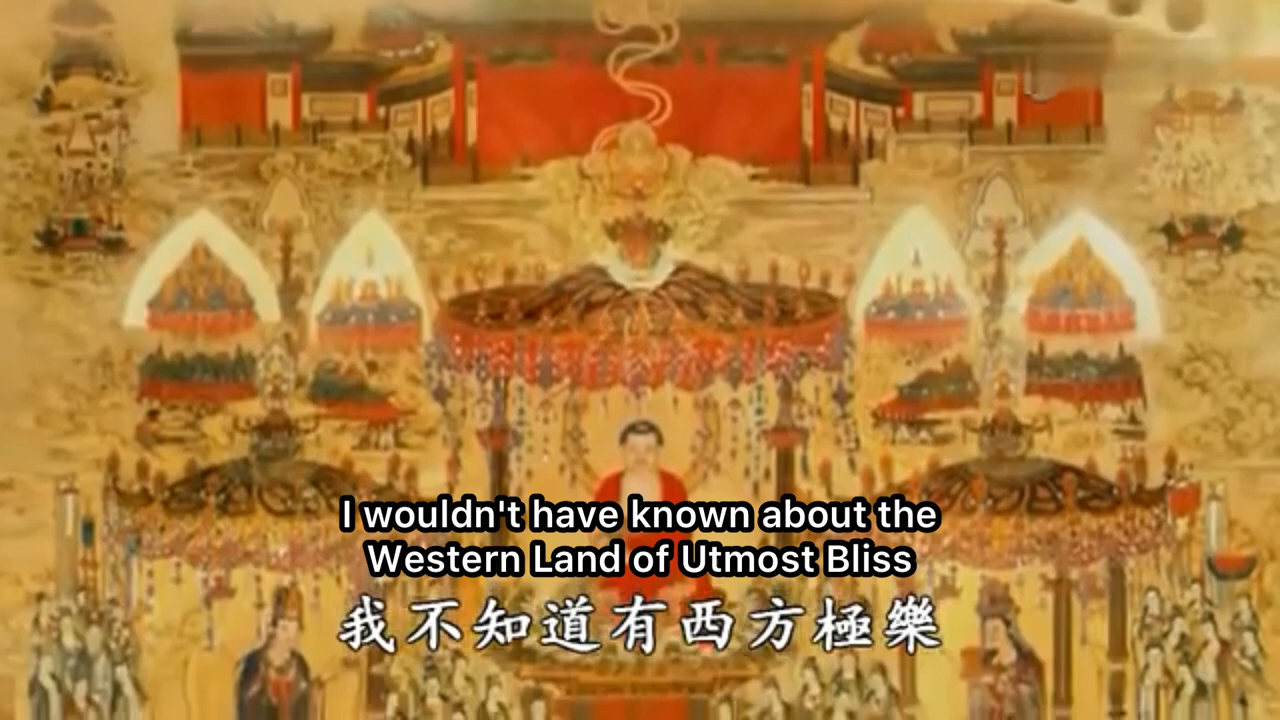 I wouldn't have known about the
Western Land of Utmost Bliss
我不知道有西方極樂